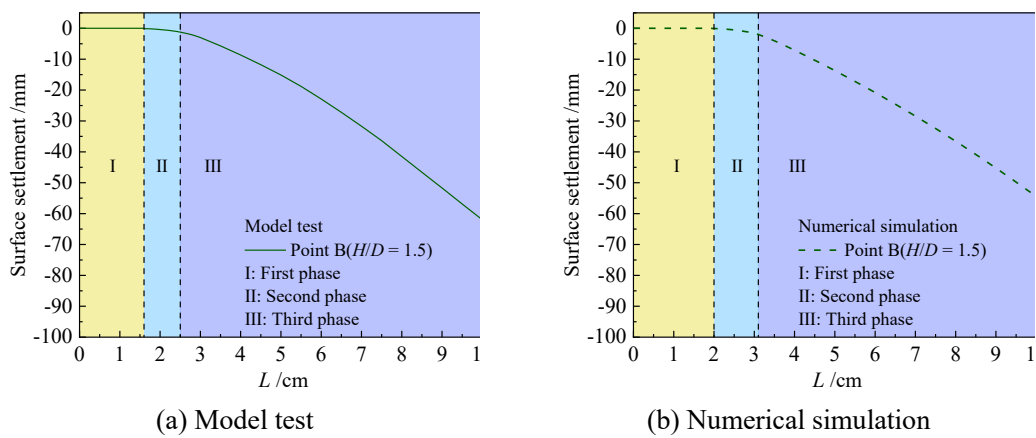 Surface settlement /mm
0
-10
-20
-30
-40
-50
-60
-70
-80
-90
-100
I
II
III
Model test
Point B(H/D = 1.5)
I: First phase
II: Second phase
III: Third phase
0 1 2 3 4 5 6 7 8 9
L /cm
(a) Model test
Surface settlement /mm
0
-10
-20
-30
-40
-50
-60
-70
-80
-90
-100
I
II
III
Numerical simulation
Point B(H/D = 1.5)
I: First phase
II: Second phase
III: Third phase
0 1 2 3 4 5 6 7 8 9
L /cm
(b) Numerical simulation